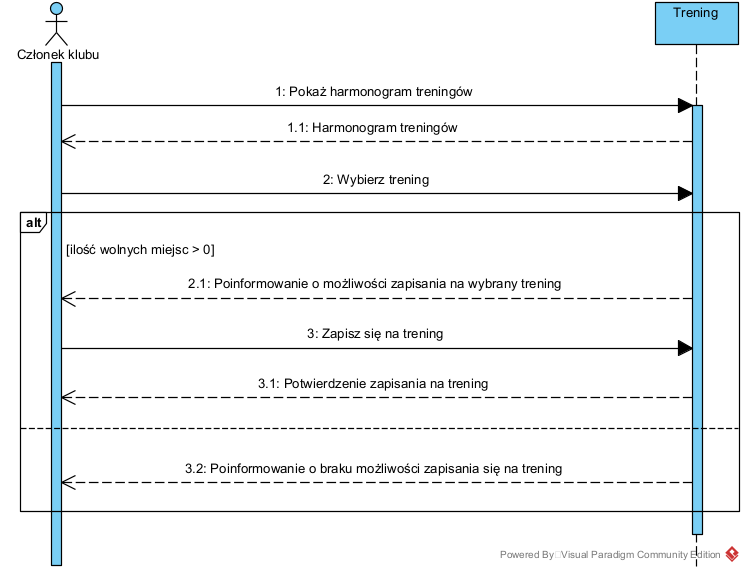 Trening
Członek klubu
1: Pokaż harmonogram treningów
1.1: Harmonogram treningów
2: Wybierz trening
alt
[ilość wolnych miejsc > 0]
2.1: Poinformowanie o możliwości zapisania na wybrany trening
3: Zapisz się na trening
3.1: Potwierdzenie zapisania na trening
3.2: Poinformowanie o braku możliwości zapisania się na trening
Powered By□Visual Paradigm Community Edition